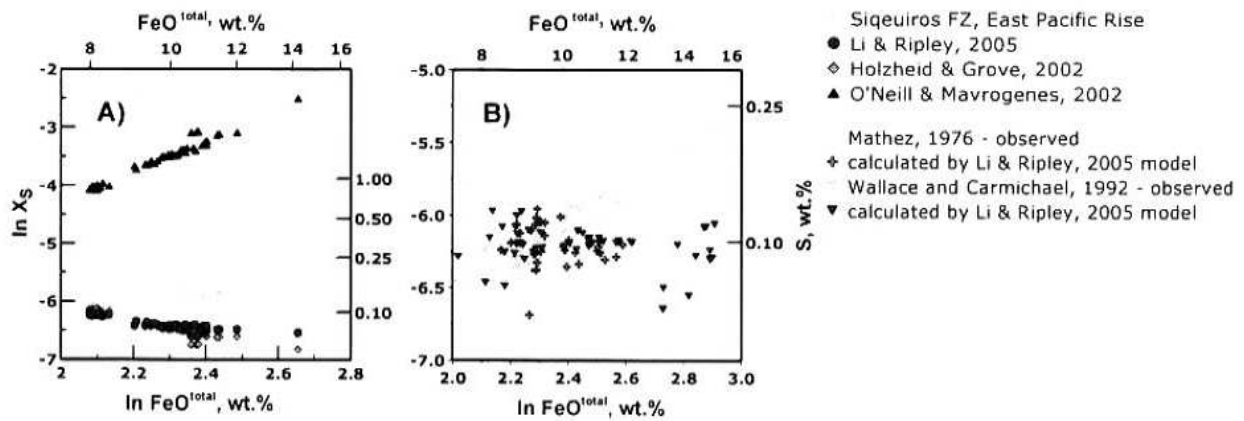 FeO total, wt.%
8 10 12 14 16
-2
-3
-4
-5
-6
-7
ln Xs
A)
1.00
0.50
0.25
0.10
2 2.2 2.4 2.6 2.8
ln FeO total, wt.%
FeO total, wt.%
8 10 12 14 16
-5.0
-5.5
-6.0
-6.5
-7.0
B)
0.25
0.10
S, wt.%
2.0 2.2 2.4 2.6 2.8 3.0
ln FeO total, wt.%
Siqeuiros FZ, East Pacific Rise
Li & Ripley, 2005
Holzheid & Grove, 2002
O'Neill & Mavrogenes, 2002
Mathez, 1976 - observed
calculated by Li & Ripley, 2005 model
Wallace and Carmichael, 1992 - observed
calculated by Li & Ripley, 2005 model